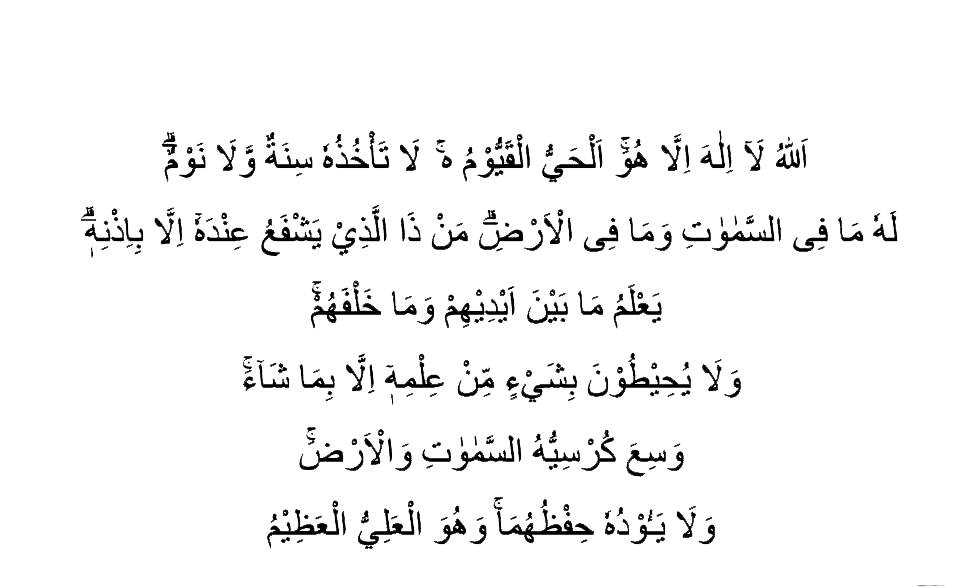 اَللّٰهُ لَآ اِلٰهَ اِلَّا هُوَۚ اَلْحَيُّ الْقَيُّوْمُ ەۚ لَا تَأْخُذُهٗ سِنَةٌ وَّلَا نَوْمٌۗ
لَهٗ مَا فِى السَّمٰوٰتِ وَمَا فِى الْاَرْضِۗ مَنْ ذَا الَّذِيْ يَشْفَعُ عِنْدَهٗٓ اِلَّا بِاِذْنِهٖۗ
يَعْلَمُ مَا بَيْنَ اَيْدِيْهِمْ وَمَا خَلْفَهُمْۚ
وَلَا يُحِيْطُوْنَ بِشَيْءٍ مِّنْ عِلْمِهٖٓ اِلَّا بِمَا شَاۤءَۚ
وَسِعَ كُرْسِيُّهُ السَّمٰوٰتِ وَالْاَرْضَۚ
وَلَا يَـُٔوْدُهٗ حِفْظُهُمَاۚ وَهُوَ الْعَلِيُّ الْعَظِيْمُ